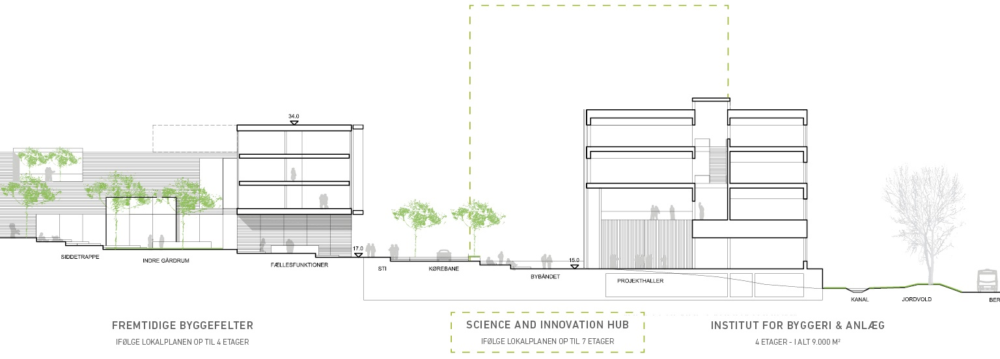 34.0
17.0
15.0
SIDDETRAPPE
INDRE GÅRDRUM
FÆLLESFUNKTIONER
STI
KØREBANE
BYBÅNDET
PROJEKTHALLER
KANAL
JORDVOLD
BER
FREMTIDIGE BYGGEFELTER
IFØLGE LOKALPLANEN OP TIL 4 ETAGER
SCIENCE AND INNOVATION HUB
IFØLGE LOKALPLANEN OP TIL 7 ETAGER
INSTITUT FOR BYGGERI & ANLÆG
4 ETAGER - I ALT 9.000 M²